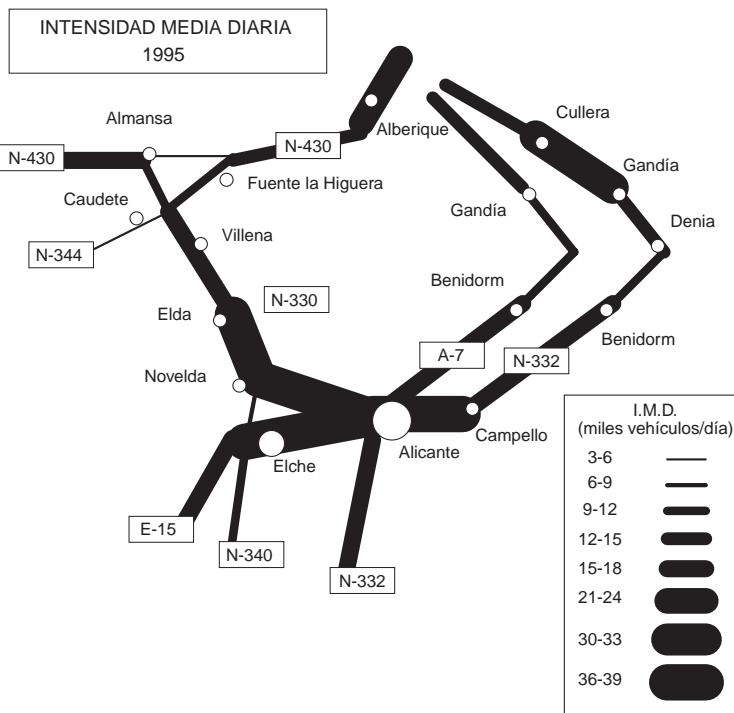 INTENSIDAD MEDIA DIARIA
1995
Almansa
N-430
N-430
Alberique
Cullera
Fuente la Higuera
Gandía
Caudete
Gandía
Denia
Villena
N-344
Benidorm
N-330
Elda
Benidorm
A-7
N-332
Novelda
Campello
Alicante
Elche
E-15
N-340
N-332
I.M.D.
(miles vehículos/día)
3-6
6-9
9-12
12-15
15-18
21-24
30-33
36-39